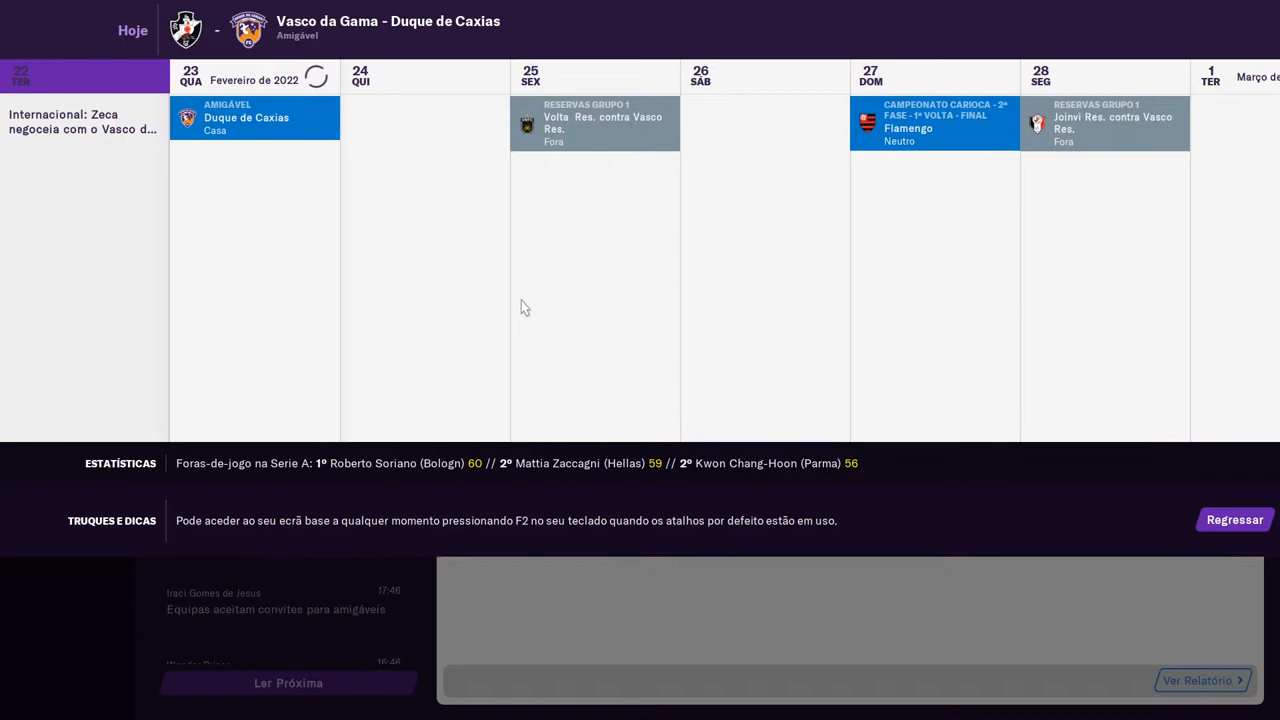 Hoje
Vasco da Gama - Duque de Caxias
Amigável
22
TER
23
QUA
Fevereiro de 2022
24
QUI
25
SEX
26
SÁB
27
DOM
28
SEG
1
TER
Março de
Internacional: Zeca
negoceia com o Vasco d...
AMIGÁVEL
Duque de Caxias
Casa
RESERVAS GRUPO 1
Volta Res. contra Vasco
Res.
Fora
CAMPEONATO CARIOCA - 2ª
FASE - 1ª VOLTA - FINAL
Flamengo
Neutro
RESERVAS GRUPO 1
Joinvi Res. contra Vasco
Res.
Fora
ESTATÍSTICAS
Foras-de-jogo na Serie A: 1º Roberto Soriano (Bologn) 60 // 2º Mattia Zaccagni (Hellas) 59 // 2º Kwon Chang-Hoon (Parma) 56
TRUQUES E DICAS
Pode aceder ao seu ecrã base a qualquer momento pressionando F2 no seu teclado quando os atalhos por defeito estão em uso.
Regressar
Iraci Gomes de Jesus
17:46
Equipas aceitam convites para amigáveis
16:46
Ler Próxima
Ver Relatório